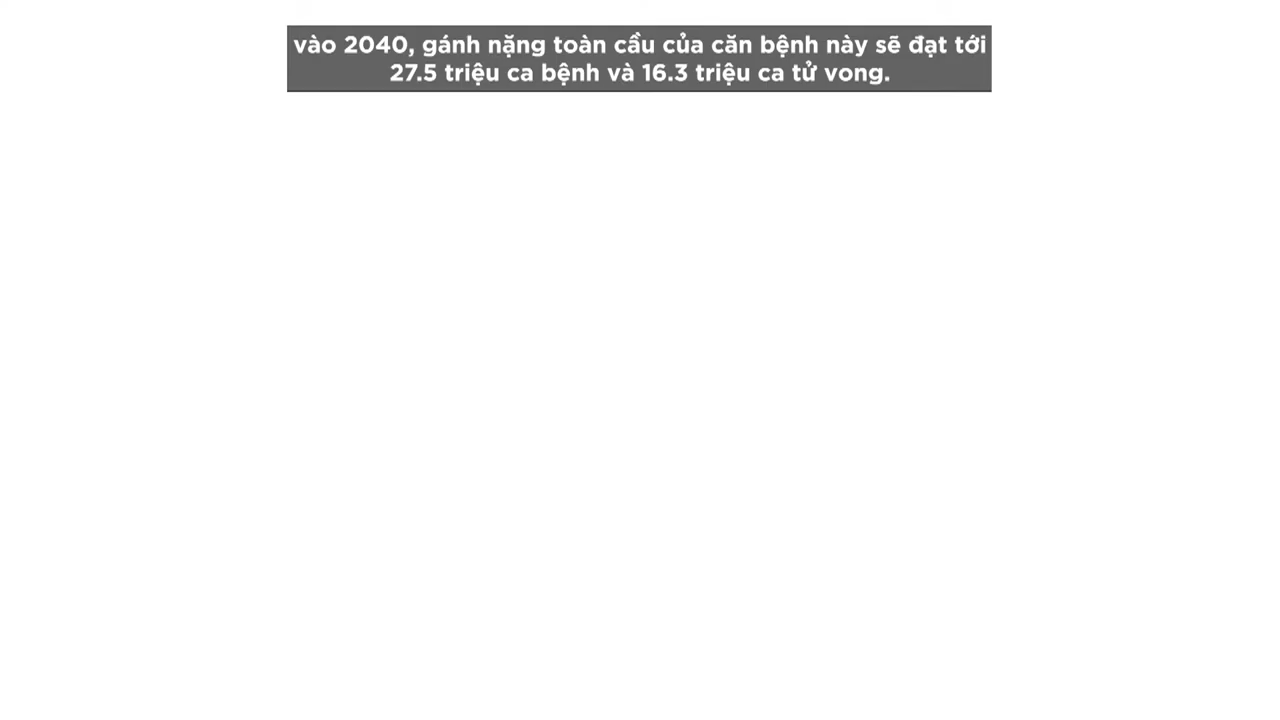 vào 2040, gánh nặng toàn cầu của căn bệnh này sẽ đạt tới
27.5 triệu ca bệnh và 16.3 triệu ca tử vong.